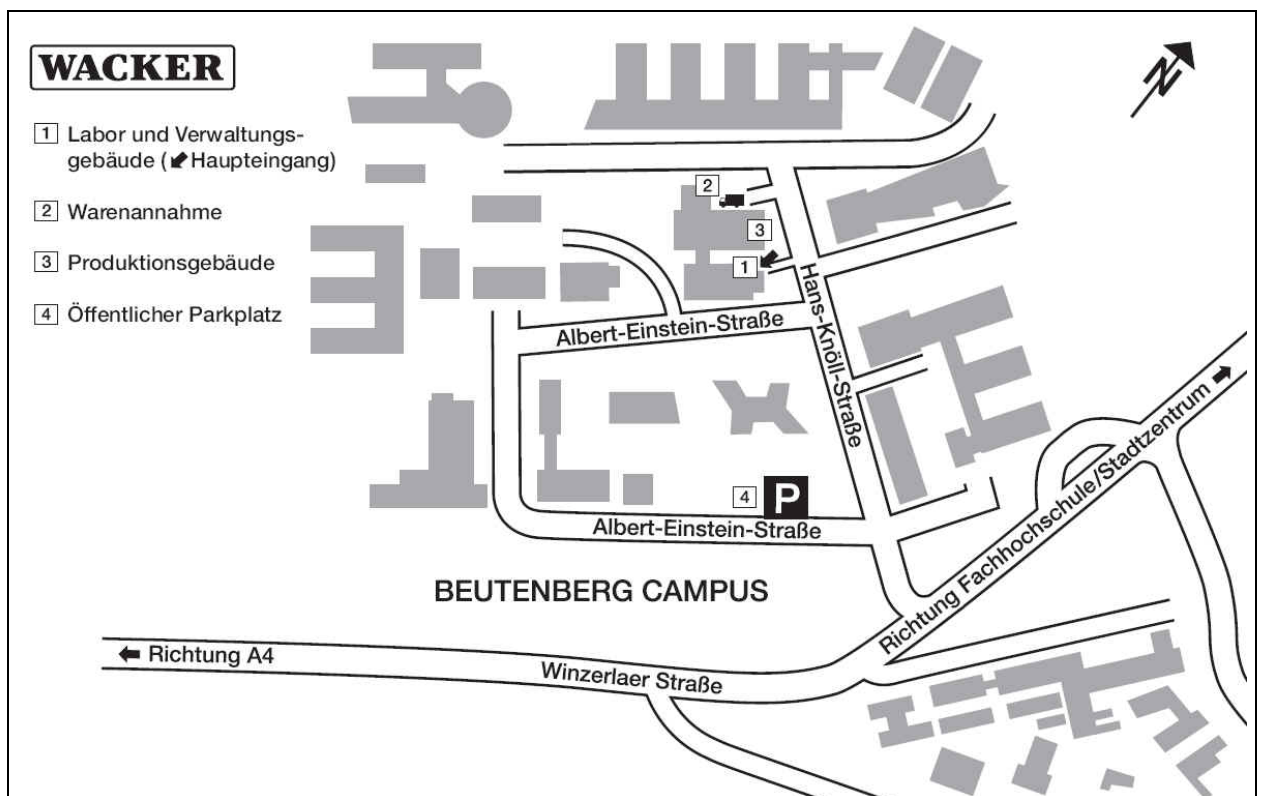 WACKER
N
1 Labor und Verwaltungs-
gebäude (↙Haupteingang)
2 Warenannahme
3 Produktionsgebäude
4 Öffentlicher Parkplatz
2
3
1
Hans-Knöll-Straße
Albert-Einstein-Straße
4 P
Albert-Einstein-Straße
Richtung Fachhochschule/Stadtzentrum
BEUTENBERG CAMPUS
Richtung A4
Winzerlaer Straße